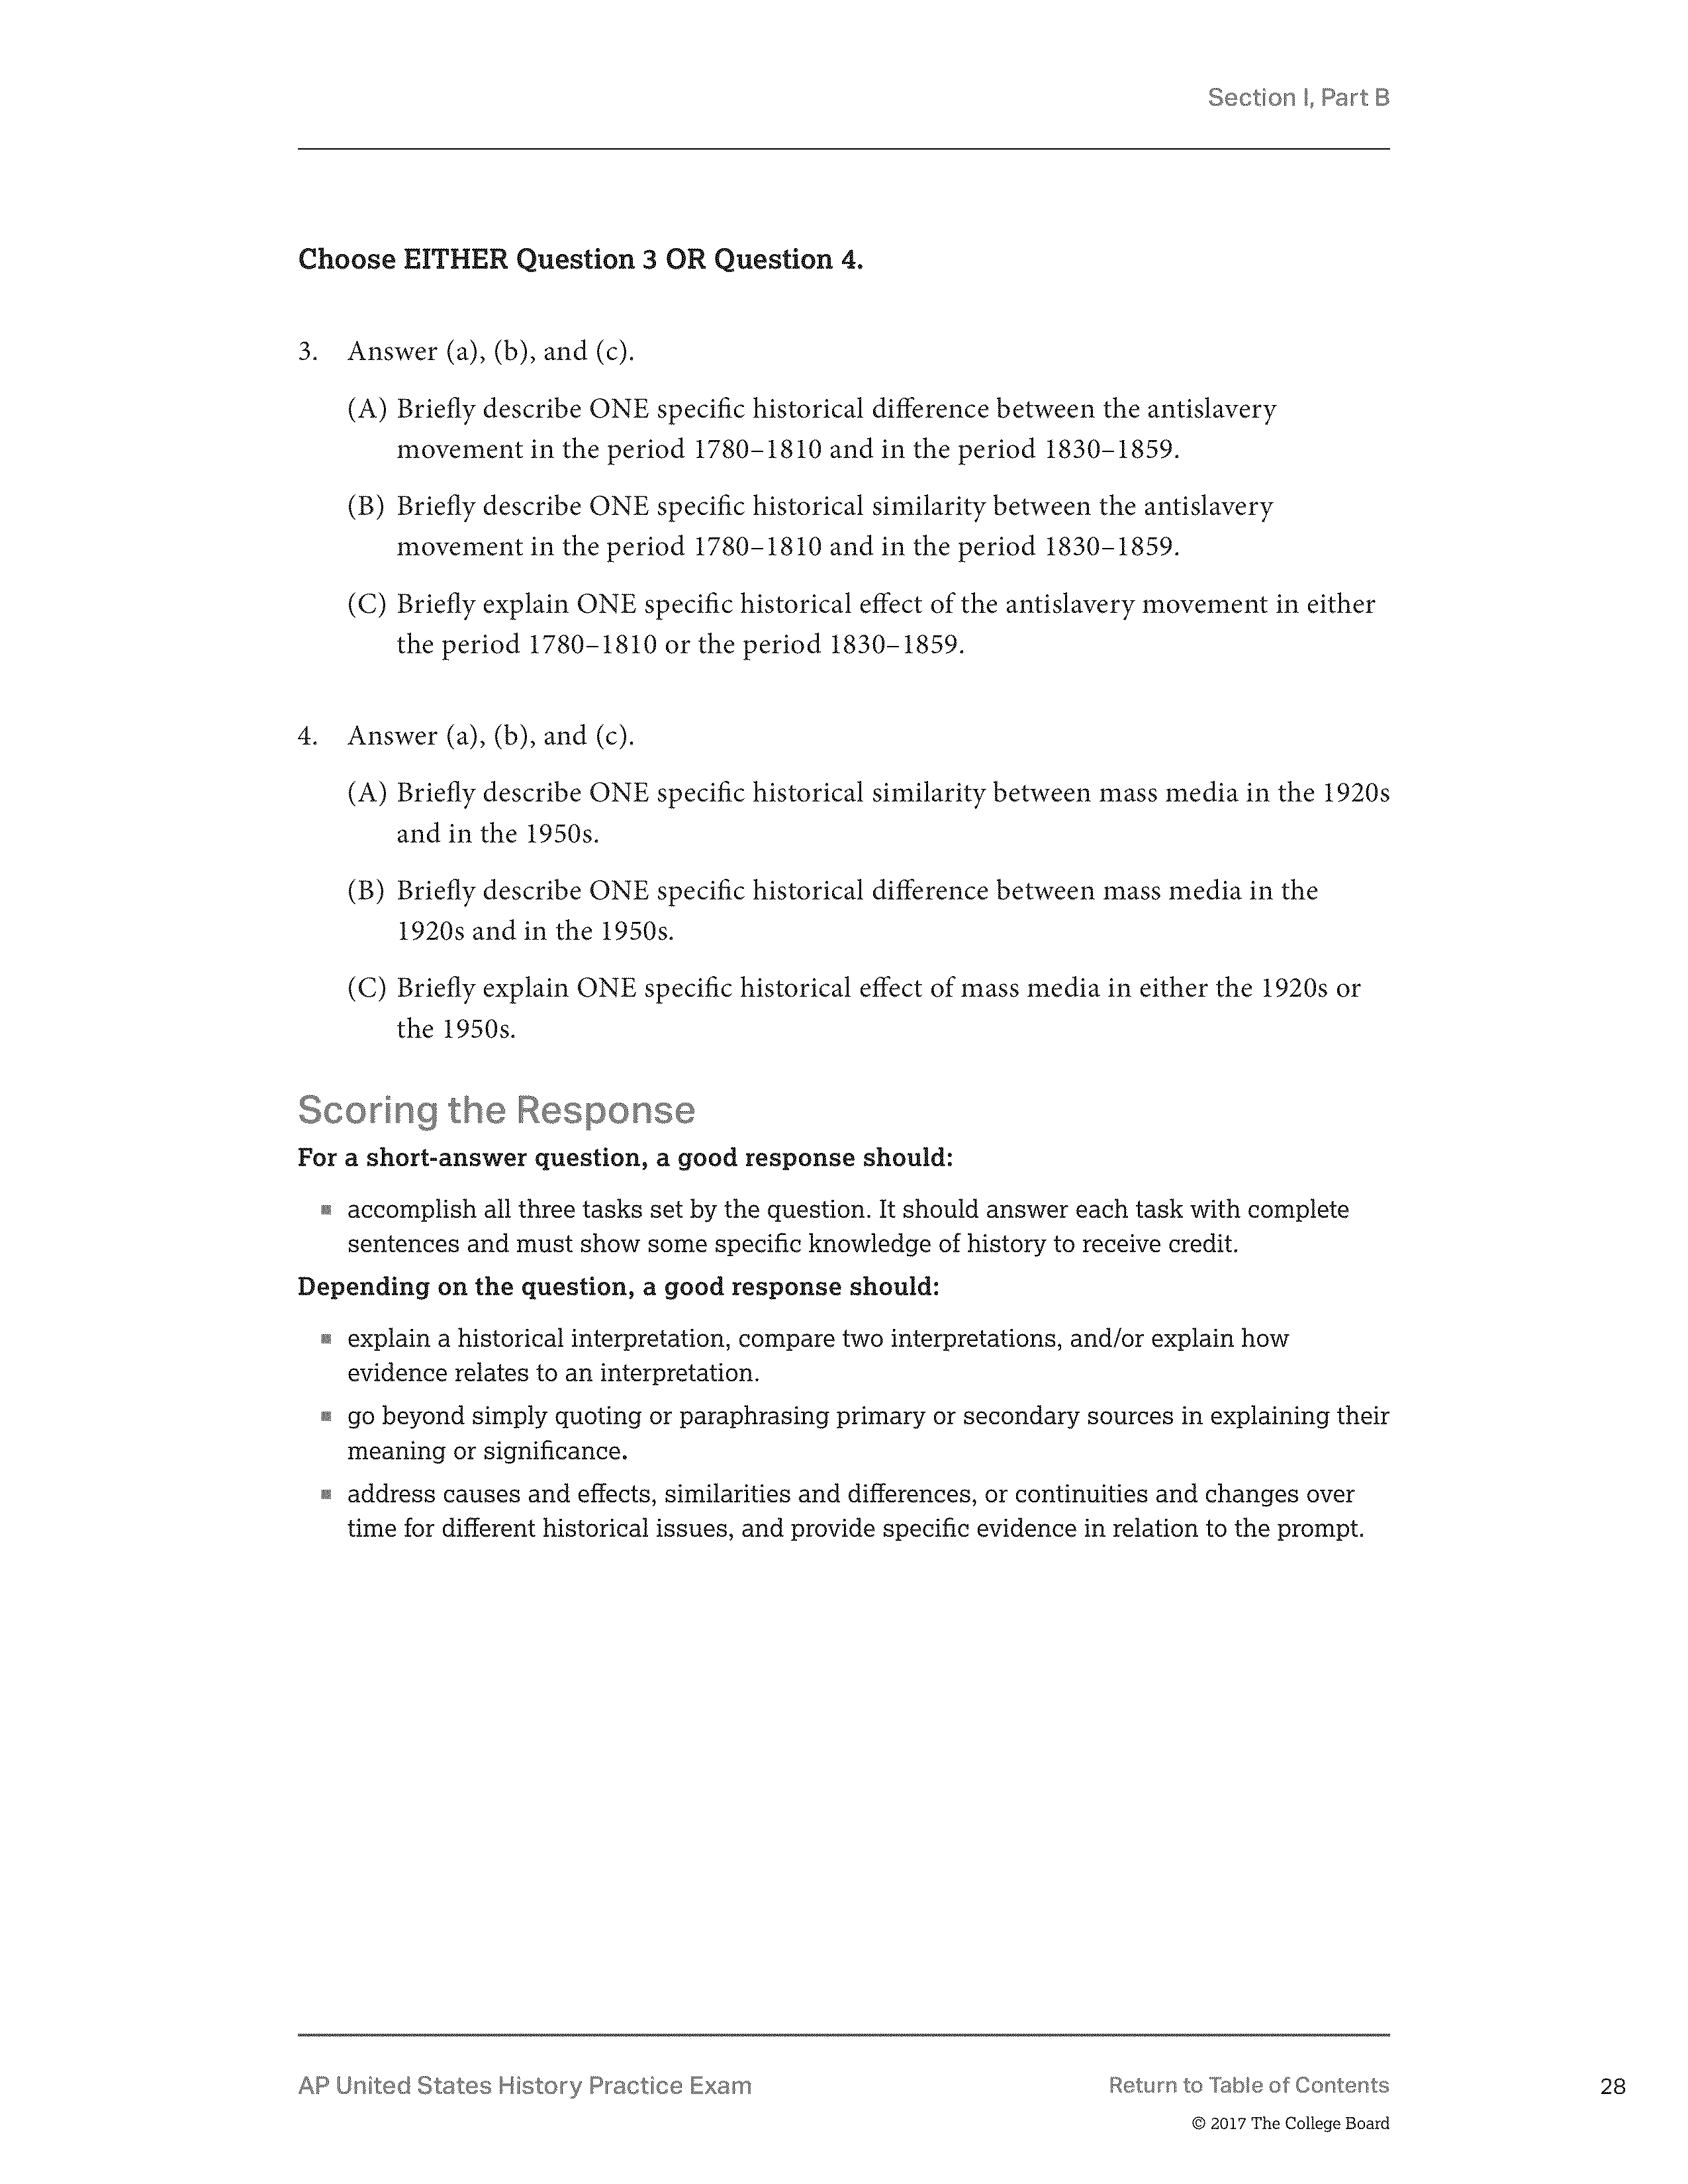 Section I, Part B
Choose EITHER Question 3 OR Question 4.
3. Answer (a), (b), and (c).
(A) Briefly describe ONE specific historical difference between the antislavery
movement in the period 1780–1810 and in the period 1830–1859.
(B) Briefly describe ONE specific historical similarity between the antislavery
movement in the period 1780–1810 and in the period 1830–1859.
(C) Briefly explain ONE specific historical effect of the antislavery movement in either
the period 1780–1810 or the period 1830–1859.
4. Answer (a), (b), and (c).
(A) Briefly describe ONE specific historical similarity between mass media in the 1920s
and in the 1950s.
(B) Briefly describe ONE specific historical difference between mass media in the
1920s and in the 1950s.
(C) Briefly explain ONE specific historical effect of mass media in either the 1920s or
the 1950s.
Scoring the Response
For a short-answer question, a good response should:
▪ accomplish all three tasks set by the question. It should answer each task with complete
sentences and must show some specific knowledge of history to receive credit.
Depending on the question, a good response should:
▪ explain a historical interpretation, compare two interpretations, and/or explain how
evidence relates to an interpretation.
▪ go beyond simply quoting or paraphrasing primary or secondary sources in explaining their
meaning or significance.
▪ address causes and effects, similarities and differences, or continuities and changes over
time for different historical issues, and provide specific evidence in relation to the prompt.
AP United States History Practice Exam
Return to Table of Contents
28
© 2017 The College Board